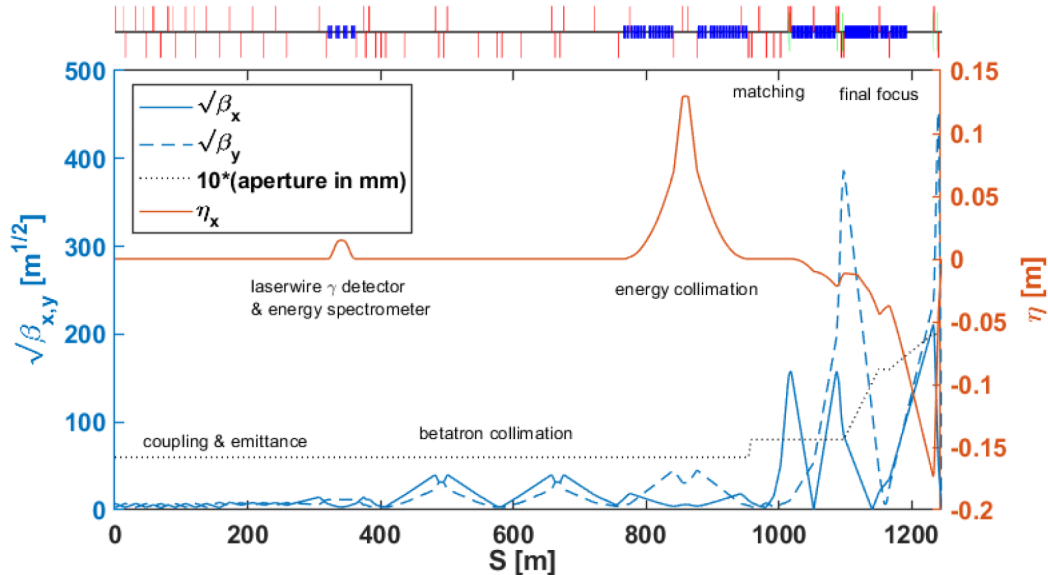 500
400
300
200
100
0
√β_x,y [m^1/2]
√β_x
√β_y
10*(aperture in mm)
η_x
matching
final focus
laserwire γ detector
& energy spectrometer
energy collimation
coupling & emittance
betatron collimation
0.15
0.1
0.05
0
-0.05
-0.1
-0.15
-0.2
η [m]
0 200 400 600 800 1000 1200
S [m]